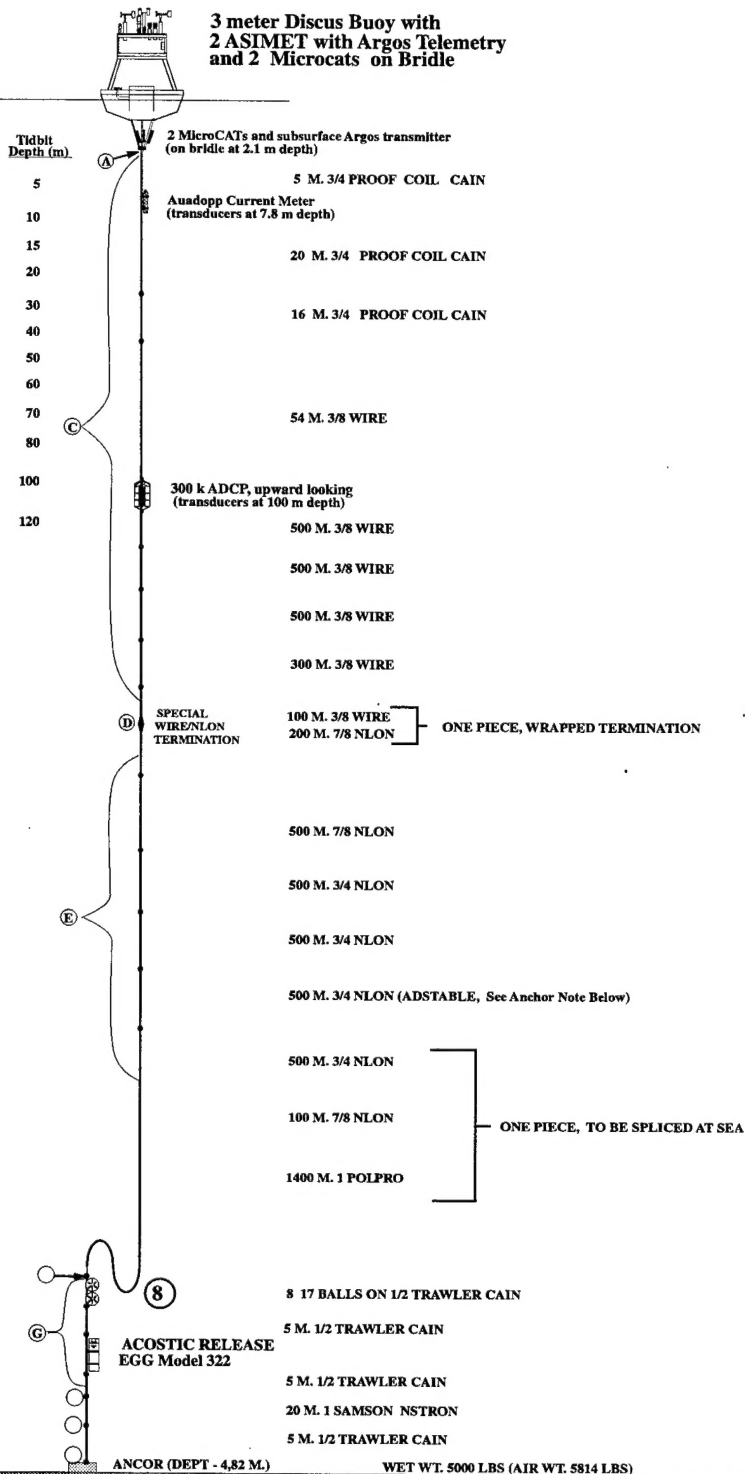 3 meter Discus Buoy with
2 ASIMET with Argos Telemetry
and 2 Microcats on Bridle
Tidbit
Depth (m)
2 MicroCATs and subsurface Argos transmitter
(on bridle at 2.1 m depth)
A
5
5 M. 3/4 PROOF COIL CAIN
Auadopp Current Meter
(transducers at 7.8 m depth)
10
15
20 M. 3/4 PROOF COIL CAIN
20
30
16 M. 3/4 PROOF COIL CAIN
40
50
60
70
54 M. 3/8 WIRE
C
80
100
300 k ADCP, upward looking
(transducers at 100 m depth)
120
500 M. 3/8 WIRE
500 M. 3/8 WIRE
500 M. 3/8 WIRE
300 M. 3/8 WIRE
D
SPECIAL
WIRE/NLON
TERMINATION
100 M. 3/8 WIRE
200 M. 7/8 NLON
ONE PIECE, WRAPPED TERMINATION
500 M. 7/8 NLON
500 M. 3/4 NLON
E
500 M. 3/4 NLON
500 M. 3/4 NLON (ADSTABLE, See Anchor Note Below)
500 M. 3/4 NLON
100 M. 7/8 NLON
ONE PIECE, TO BE SPLICED AT SEA
1400 M. 1 POLPRO
8
8 17 BALLS ON 1/2 TRAWLER CAIN
G
5 M. 1/2 TRAWLER CAIN
ACOSTIC RELEASE
EGG Model 322
5 M. 1/2 TRAWLER CAIN
20 M. 1 SAMSON NSTRON
5 M. 1/2 TRAWLER CAIN
ANCOR (DEPT - 4,82 M.)
WET WT. 5000 LBS (AIR WT. 5814 LBS)